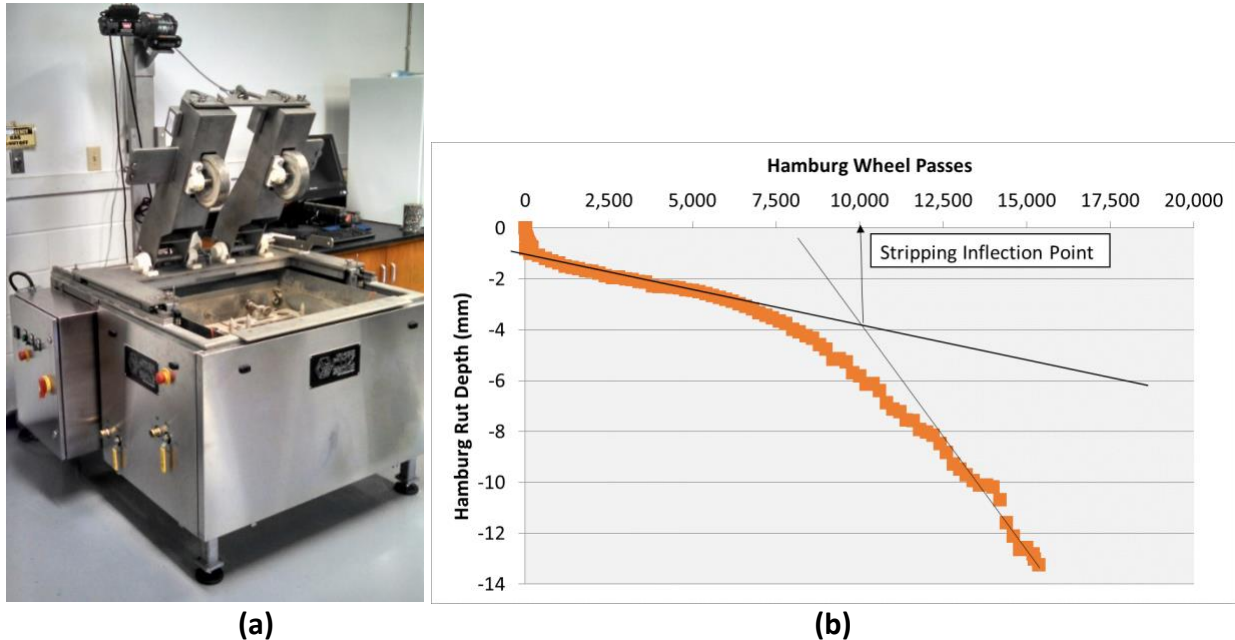 Hamburg Wheel Passes
0 2,500 5,000 7,500 10,000 12,500 15,000 17,500 20,000
0
Stripping Inflection Point
-2
-4
-6
-8
-10
-12
-14
Hamburg Rut Depth (mm)
(a) (b)